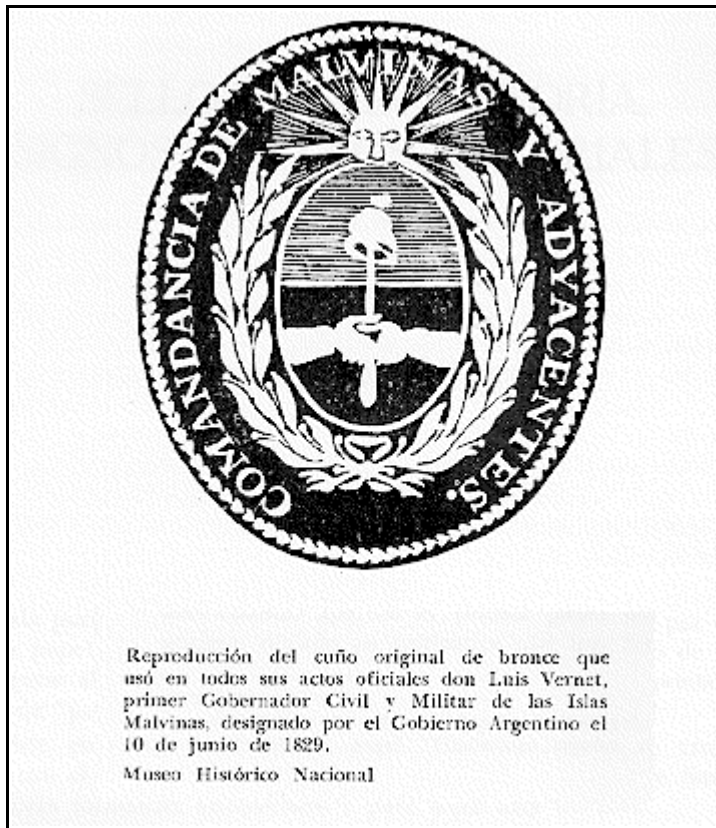 COMANDANCIA DE MALVINAS Y ADYACENTES.
Reproducción del cuño original de bronce que
usó en todos sus actos oficiales don Luis Vernet,
primer Gobernador Civil y Militar de las Islas
Malvinas, designado por el Gobierno Argentino el
10 de junio de 1829.
Museo Histórico Nacional